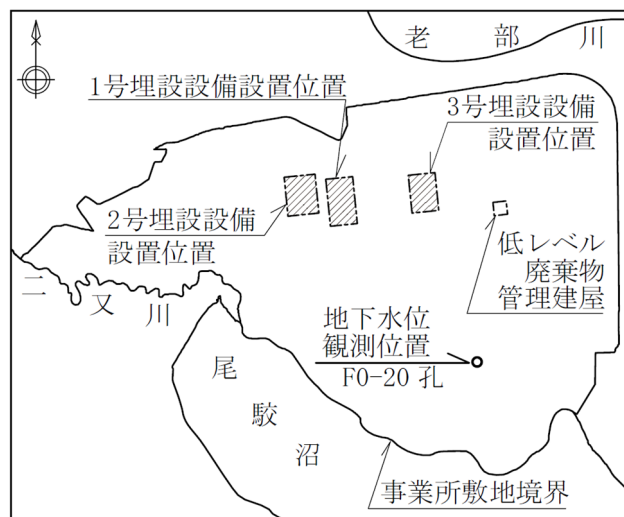 老部川
1号埋設設備設置位置
3号埋設設備
設置位置
2号埋設設備
設置位置
低レベル
廃棄物
管理建屋
二又川
地下水位
観測位置
F0-20 孔
尾駮沼
事業所敷地境界